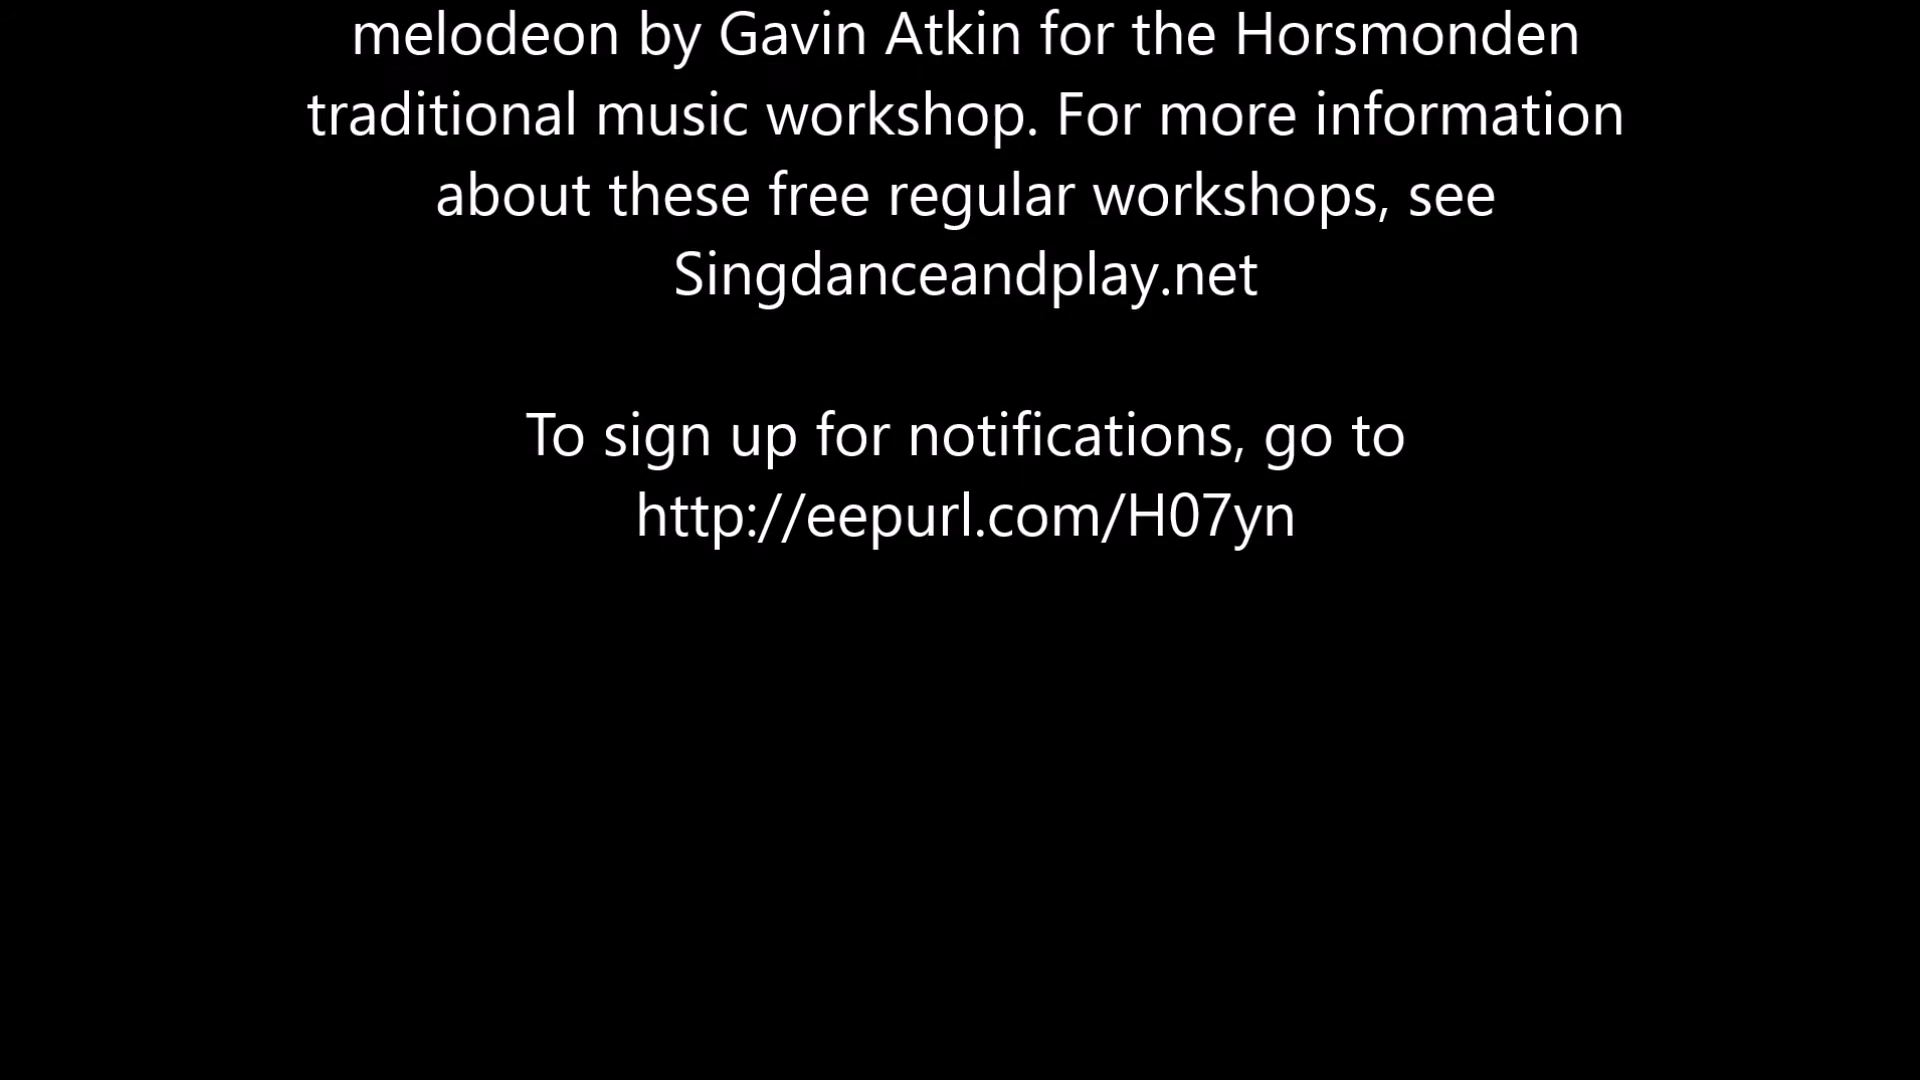 melodeon by Gavin Atkin for the Horsmonden
traditional music workshop. For more information
about these free regular workshops, see
Singdanceandplay.net
To sign up for notifications, go to
http://eepurl.com/H07yn